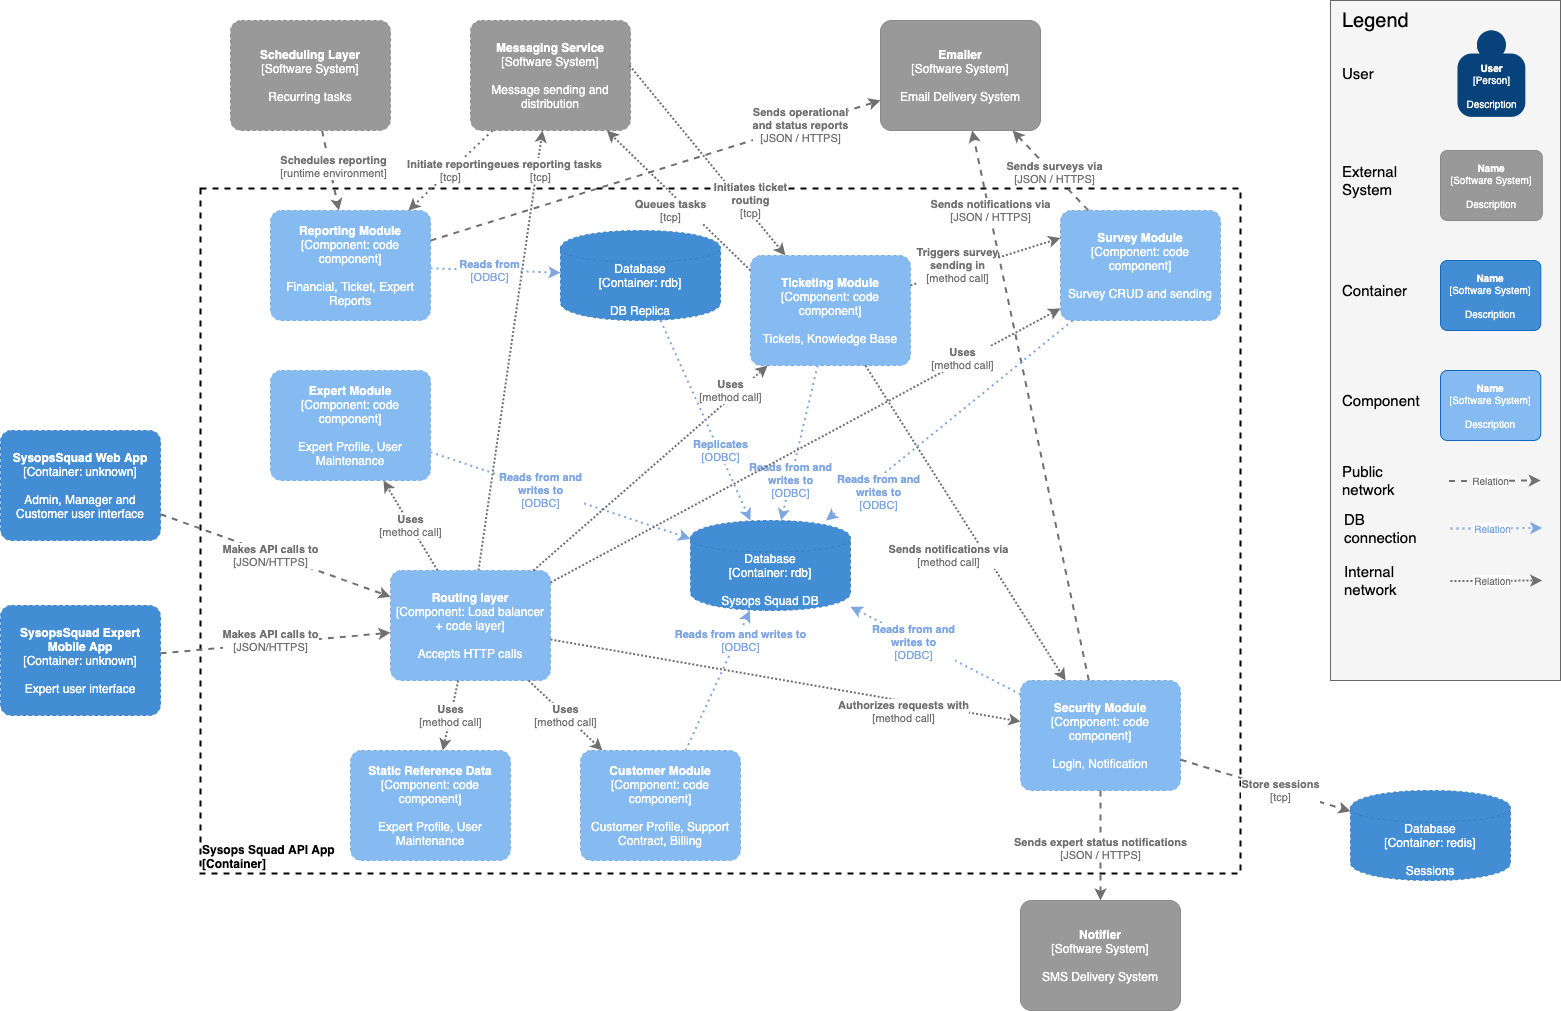 Scheduling Layer
[Software System]
Recurring tasks
Messaging Service
[Software System]
Message sending and
distribution
Emailer
[Software System]
Email Delivery System
Sends operational
and status reports
[JSON / HTTPS]
Schedules reporting
[runtime environment]
Initiate reporting
[tcp]
eues reporting tasks
[tcp]
Sends surveys via
[JSON / HTTPS]
Initiates ticket
routing
[tcp]
Queues tasks
[tcp]
Sends notifications via
[JSON / HTTPS]
Reporting Module
[Component: code
component]
Financial, Ticket, Expert
Reports
Reads from
[ODBC]
Database
[Container: rdb]
DB Replica
Ticketing Module
[Component: code
component]
Tickets, Knowledge Base
Triggers survey
sending in
[method call]
Survey Module
[Component: code
component]
Survey CRUD and sending
Uses
[method call]
Uses
[method call]
Expert Module
[Component: code
component]
Expert Profile, User
Maintenance
Replicates
[ODBC]
Reads from and
writes to
[ODBC]
Reads from and
writes to
[ODBC]
Reads from and
writes to
[ODBC]
SysopsSquad Web App
[Container: unknown]
Admin, Manager and
Customer user interface
Uses
[method call]
Makes API calls to
[JSON/HTTPS]
Database
[Container: rdb]
Sysops Squad DB
Sends notifications via
[method call]
SysopsSquad Expert
Mobile App
[Container: unknown]
Expert user interface
Makes API calls to
[JSON/HTTPS]
Routing layer
[Component: Load balancer
+ code layer]
Accepts HTTP calls
Reads from and writes to
[ODBC]
Reads from and
writes to
[ODBC]
Uses
[method call]
Uses
[method call]
Authorizes requests with
[method call]
Security Module
[Component: code
component]
Login, Notification
Static Reference Data
[Component: code
component]
Expert Profile, User
Maintenance
Customer Module
[Component: code
component]
Customer Profile, Support
Contract, Billing
Store sessions
[tcp]
Database
[Container: redis]
Sessions
Sysops Squad API App
[Container]
Sends expert status notifications
[JSON / HTTPS]
Notifier
[Software System]
SMS Delivery System
Legend
User
User
[Person]
Description
External
System
Name
[Software System]
Description
Container
Name
[Software System]
Description
Component
Name
[Software System]
Description
Public
network
Relation
DB
connection
Relation
Internal
network
Relation